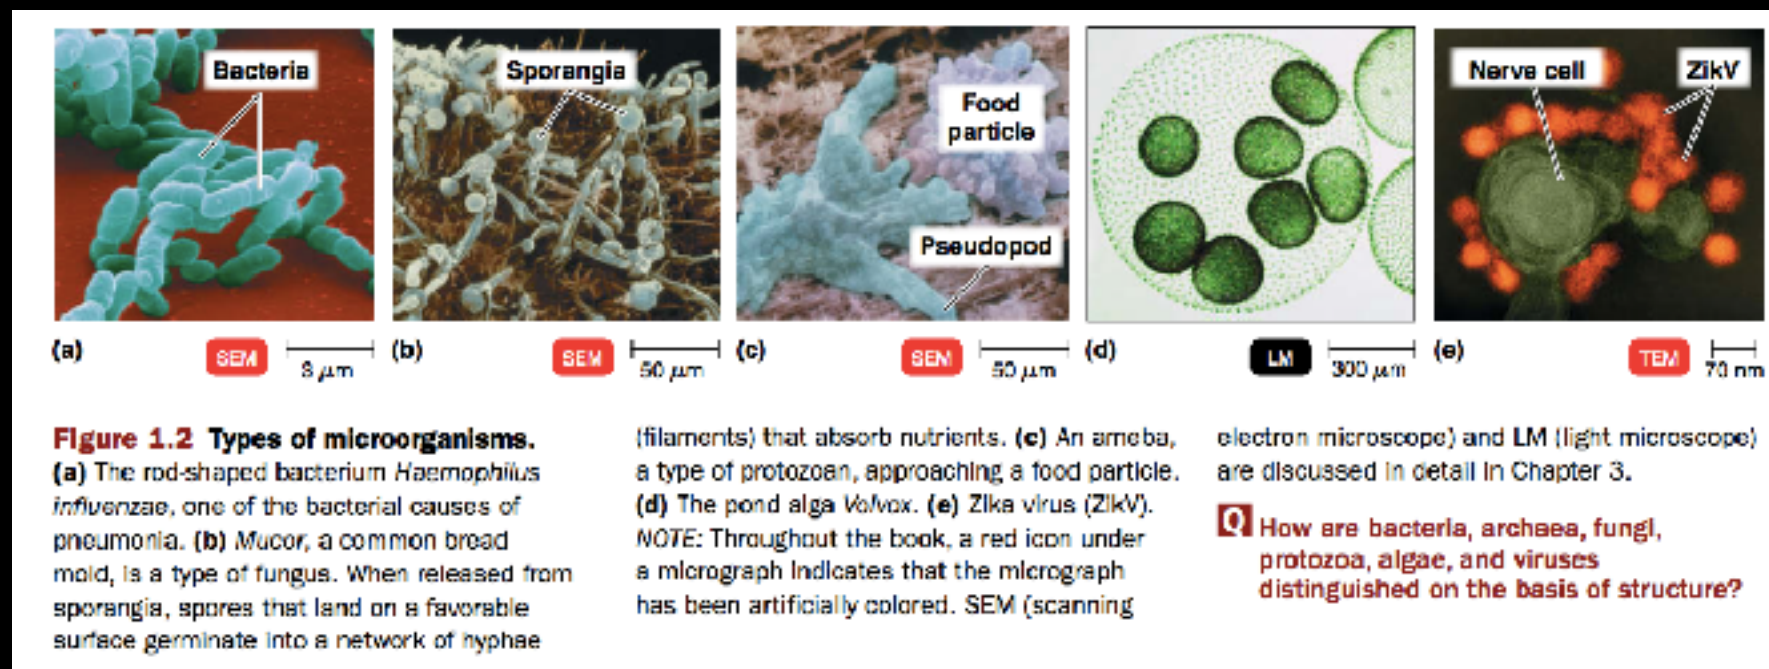 Bacteria
Sporangia
Food
particle
Pseudopod
Nerve cell
ZikV
(a) SEM 3 μm
(b) SEM 50 μm
(c) SEM 50 μm
(d) LM 300 μm
(e) TEM 70 nm
Figure 1.2 Types of microorganisms.
(a) The rod-shaped bacterium Haemophilus
influenzae, one of the bacterial causes of
pneumonia. (b) Mucor, a common bread
mold, is a type of fungus. When released from
sporangia, spores that land on a favorable
surface germinate into a network of hyphae
(filaments) that absorb nutrients. (c) An ameba,
a type of protozoan, approaching a food particle.
(d) The pond alga Volvox. (e) Zika virus (ZikV).
NOTE: Throughout the book, a red icon under
a micrograph indicates that the micrograph
has been artificially colored. SEM (scanning
electron microscope) and LM (light microscope)
are discussed in detail in Chapter 3.
Q How are bacteria, archaea, fungi,
protozoa, algae, and viruses
distinguished on the basis of structure?